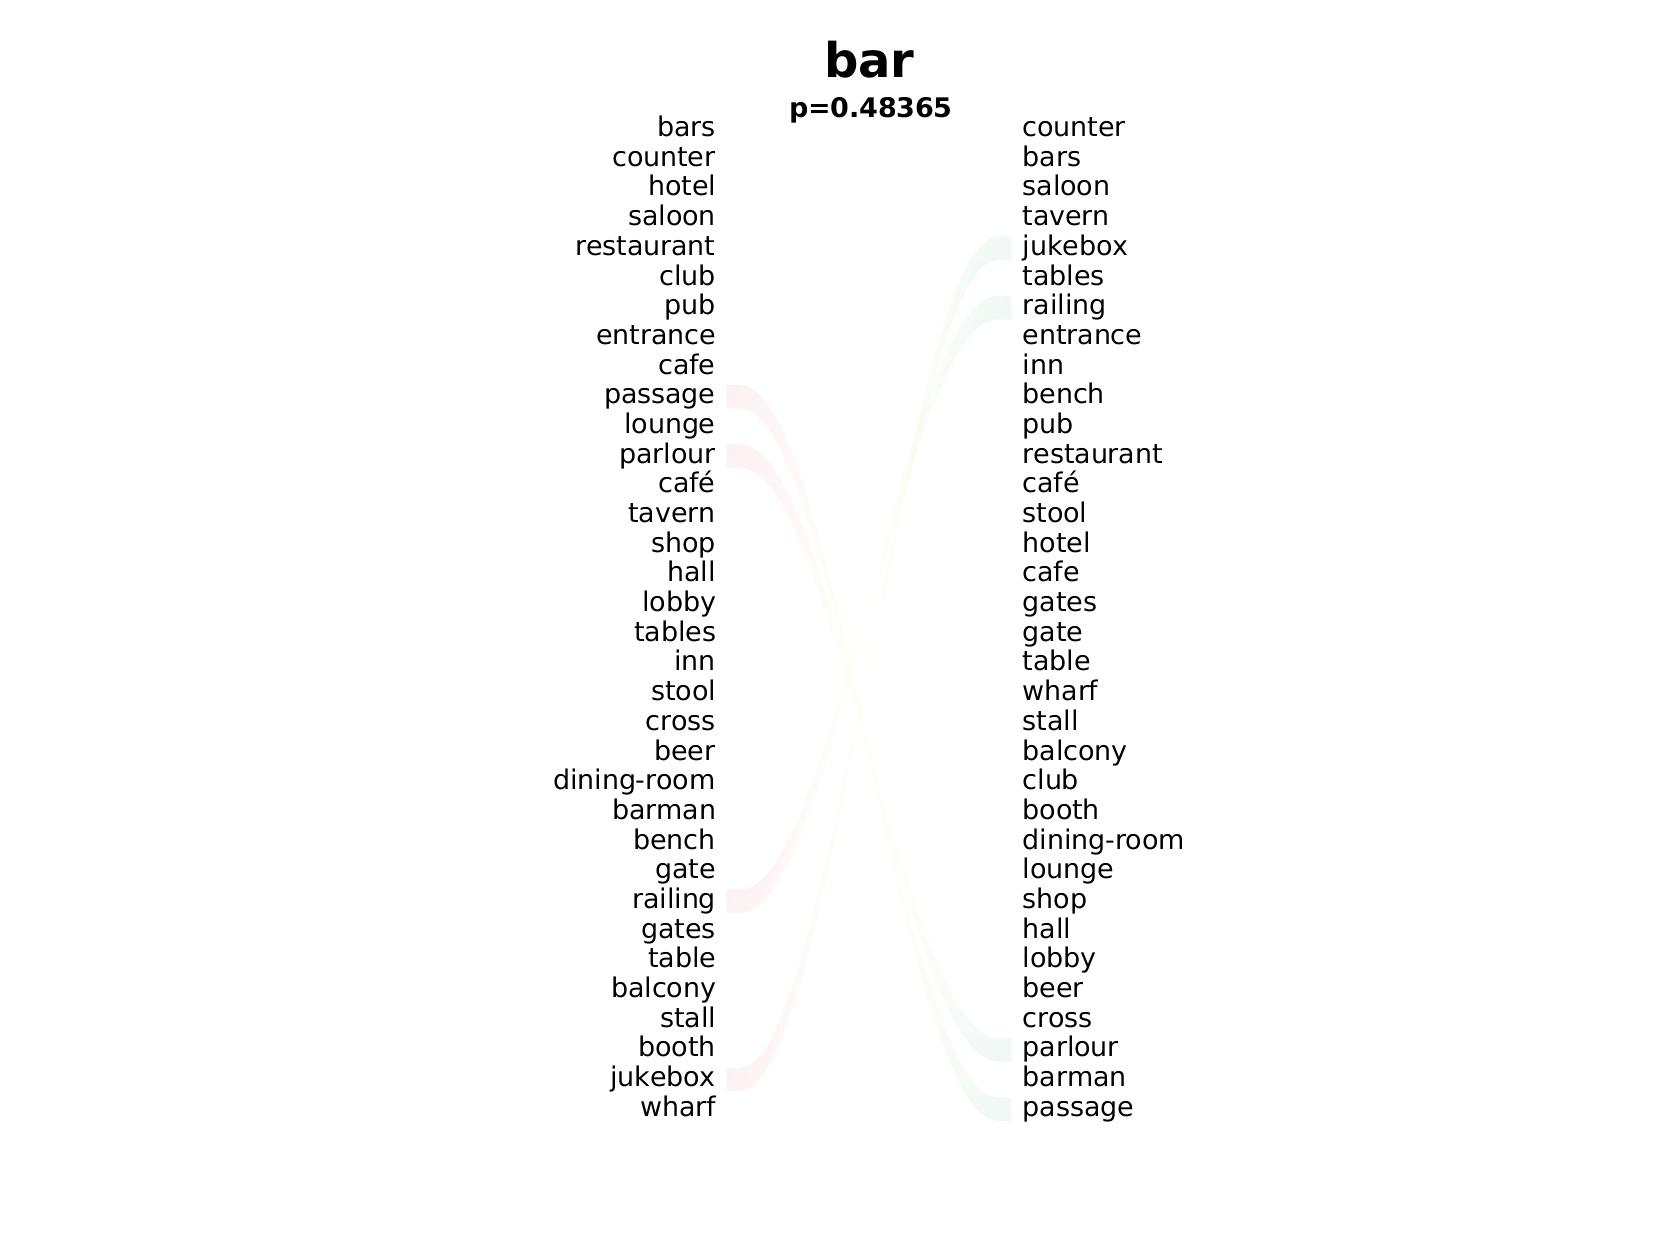 bar
p=0.48365
bars
counter
hotel
saloon
restaurant
club
pub
entrance
cafe
passage
lounge
parlour
café
tavern
shop
hall
lobby
tables
inn
stool
cross
beer
dining-room
barman
bench
gate
railing
gates
table
balcony
stall
booth
jukebox
wharf
counter
bars
saloon
tavern
jukebox
tables
railing
entrance
inn
bench
pub
restaurant
café
stool
hotel
cafe
gates
gate
table
wharf
stall
balcony
club
booth
dining-room
lounge
shop
hall
lobby
beer
cross
parlour
barman
passage